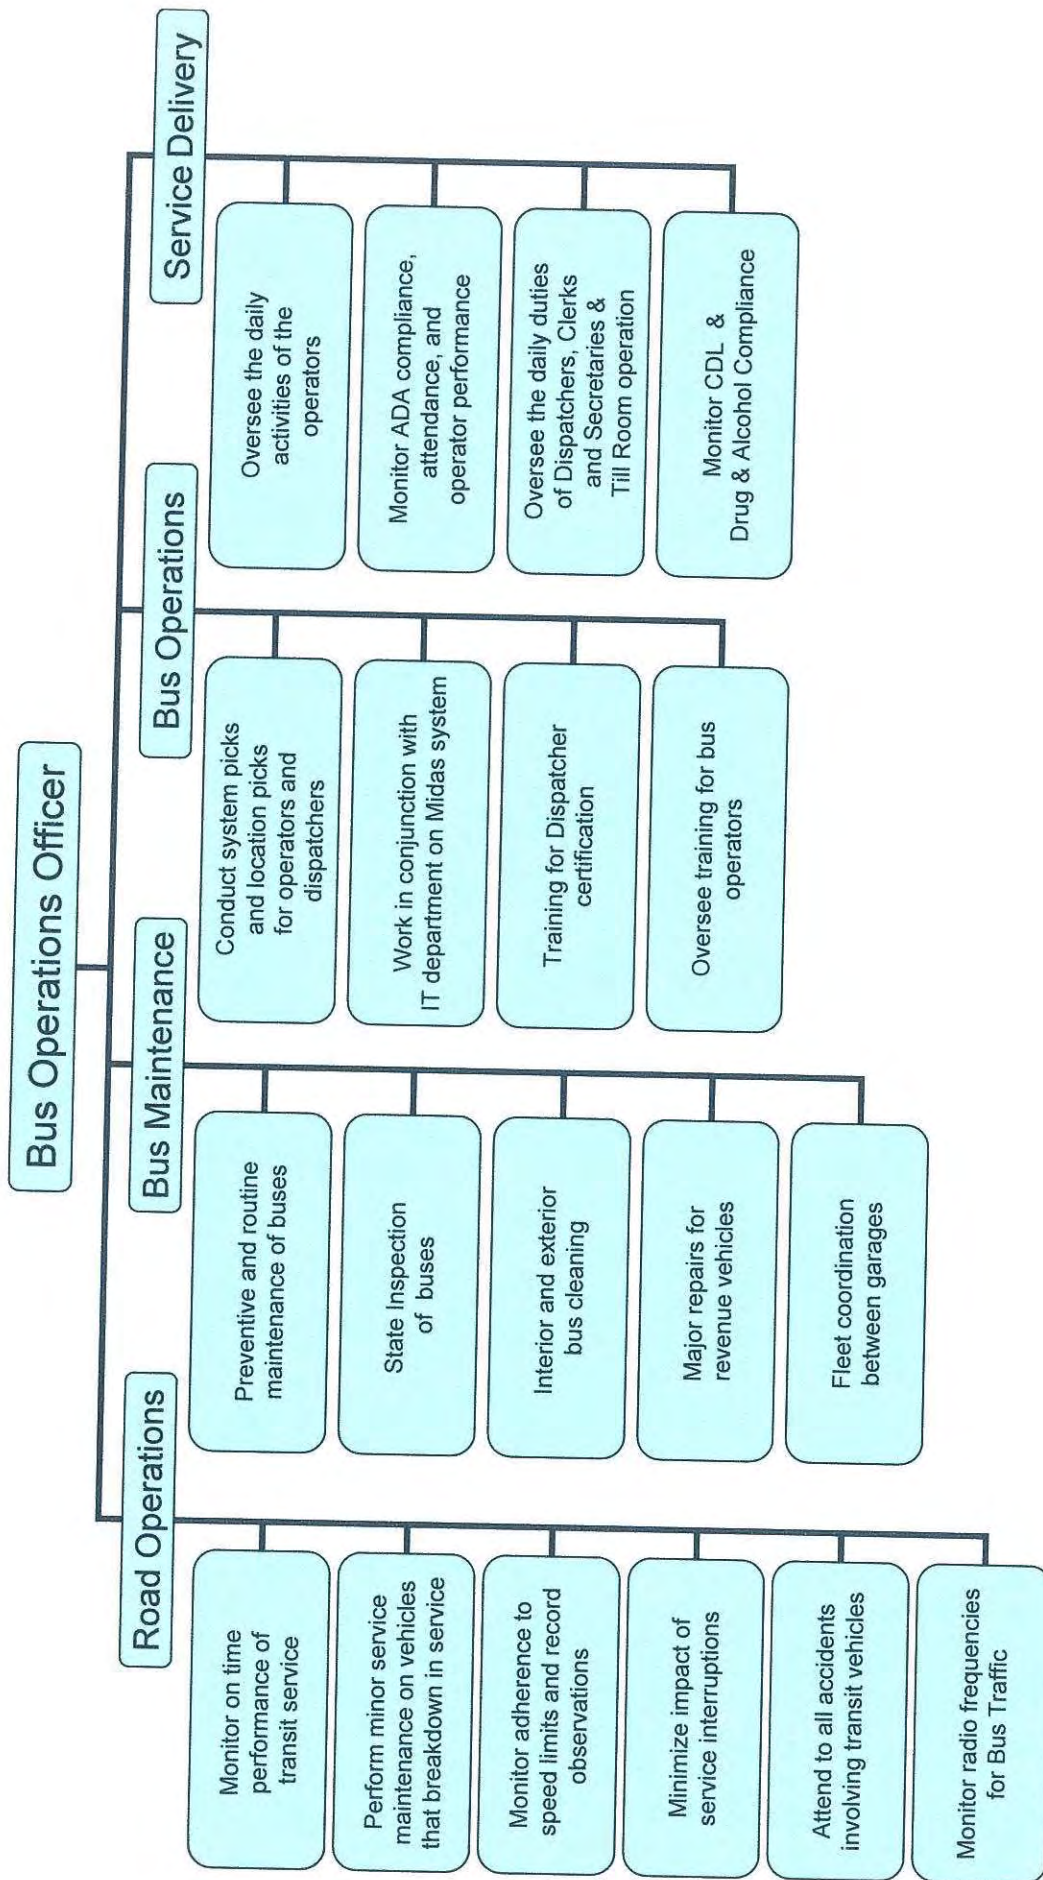 Bus Operations Officer
Road Operations
Monitor on time
performance of
transit service
Perform minor service
maintenance on vehicles
that breakdown in service
Monitor adherence to
speed limits and record
observations
Minimize impact of
service interruptions
Attend to all accidents
involving transit vehicles
Monitor radio frequencies
for Bus Traffic
Bus Maintenance
Preventive and routine
maintenance of buses
State Inspection
of buses
Interior and exterior
bus cleaning
Major repairs for
revenue vehicles
Fleet coordination
between garages
Bus Operations
Conduct system picks
and location picks
for operators and
dispatchers
Work in conjunction with
IT department on Midas system
Training for Dispatcher
certification
Oversee training for bus
operators
Service Delivery
Oversee the daily
activities of the
operators
Monitor ADA compliance,
attendance, and
operator performance
Oversee the daily duties
of Dispatchers, Clerks
and Secretaries &
Till Room operation
Monitor CDL &
Drug & Alcohol Compliance